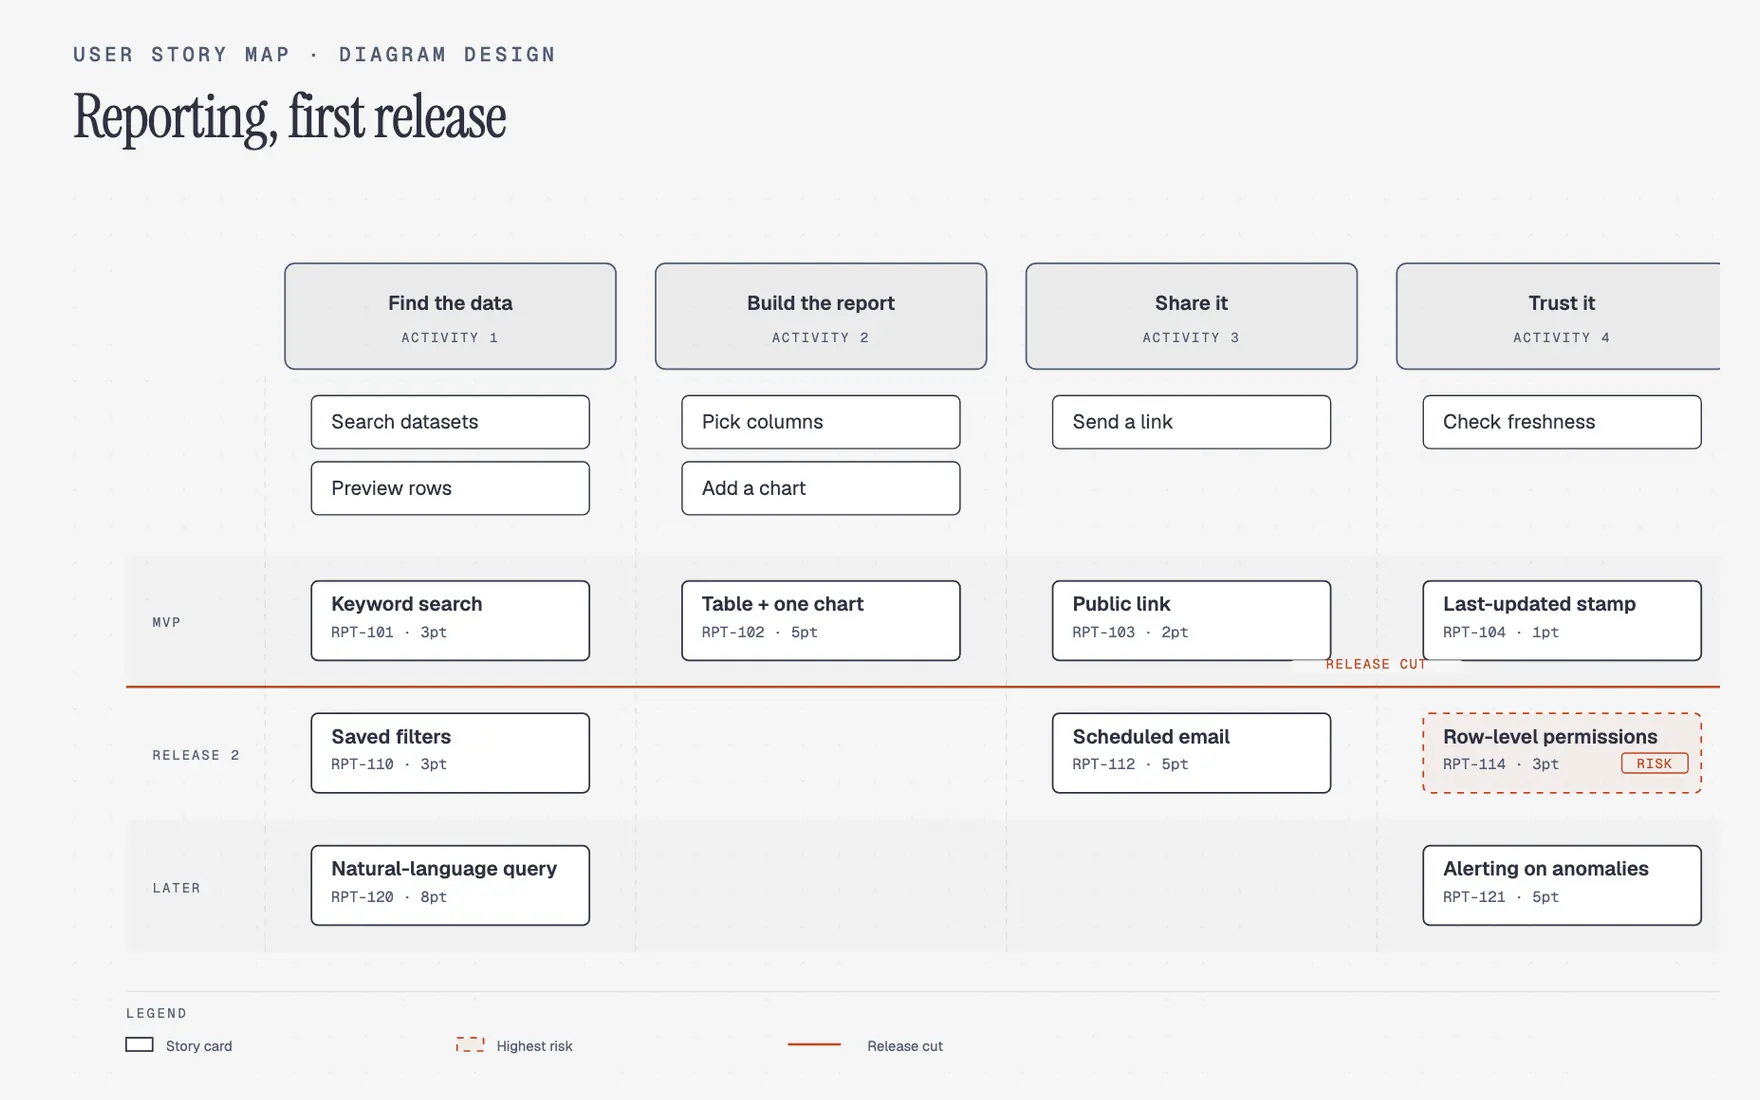 USER STORY MAP · DIAGRAM DESIGN
Reporting, first release
Find the data
ACTIVITY 1
Build the report
ACTIVITY 2
Share it
ACTIVITY 3
Trust it
ACTIVITY 4
Search datasets
Pick columns
Send a link
Check freshness
Preview rows
Add a chart
MVP
Keyword search
RPT-101 · 3pt
Table + one chart
RPT-102 · 5pt
Public link
RPT-103 · 2pt
Last-updated stamp
RPT-104 · 1pt
RELEASE CUT
RELEASE 2
Saved filters
RPT-110 · 3pt
Scheduled email
RPT-112 · 5pt
Row-level permissions
RPT-114 · 3pt
RISK
LATER
Natural-language query
RPT-120 · 8pt
Alerting on anomalies
RPT-121 · 5pt
LEGEND
Story card
Highest risk
Release cut